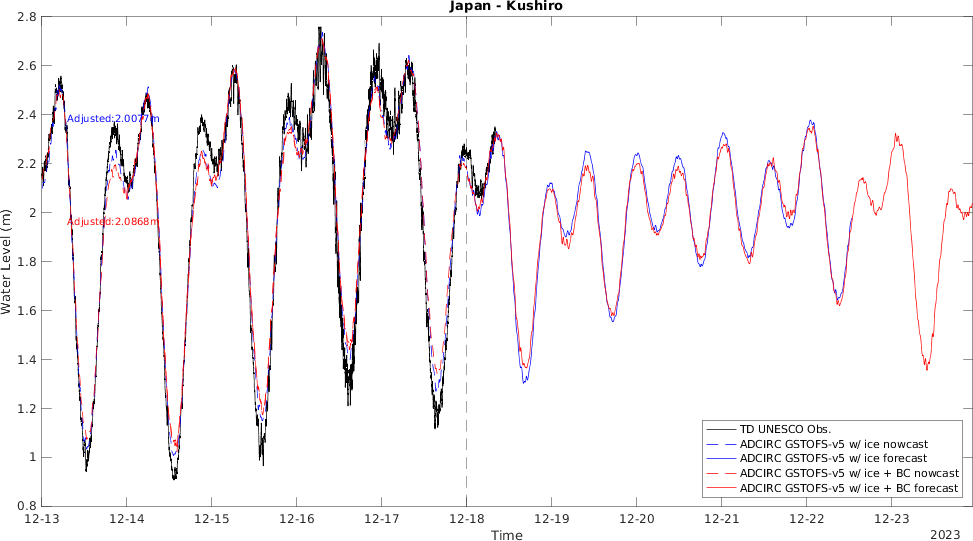 Japan - Kushiro
2.8
2.6
2.4
2.2
2
1.8
1.6
1.4
1.2
1
0.8
Water Level (m)
Adjusted:2.0077m
Adjusted:2.0868m
TD UNESCO Obs.
ADCIRC GSTOFS-v5 w/ ice nowcast
ADCIRC GSTOFS-v5 w/ ice forecast
ADCIRC GSTOFS-v5 w/ ice + BC nowcast
ADCIRC GSTOFS-v5 w/ ice + BC forecast
12-13 12-14 12-15 12-16 12-17 12-18 12-19 12-20 12-21 12-22 12-23
Time
2023